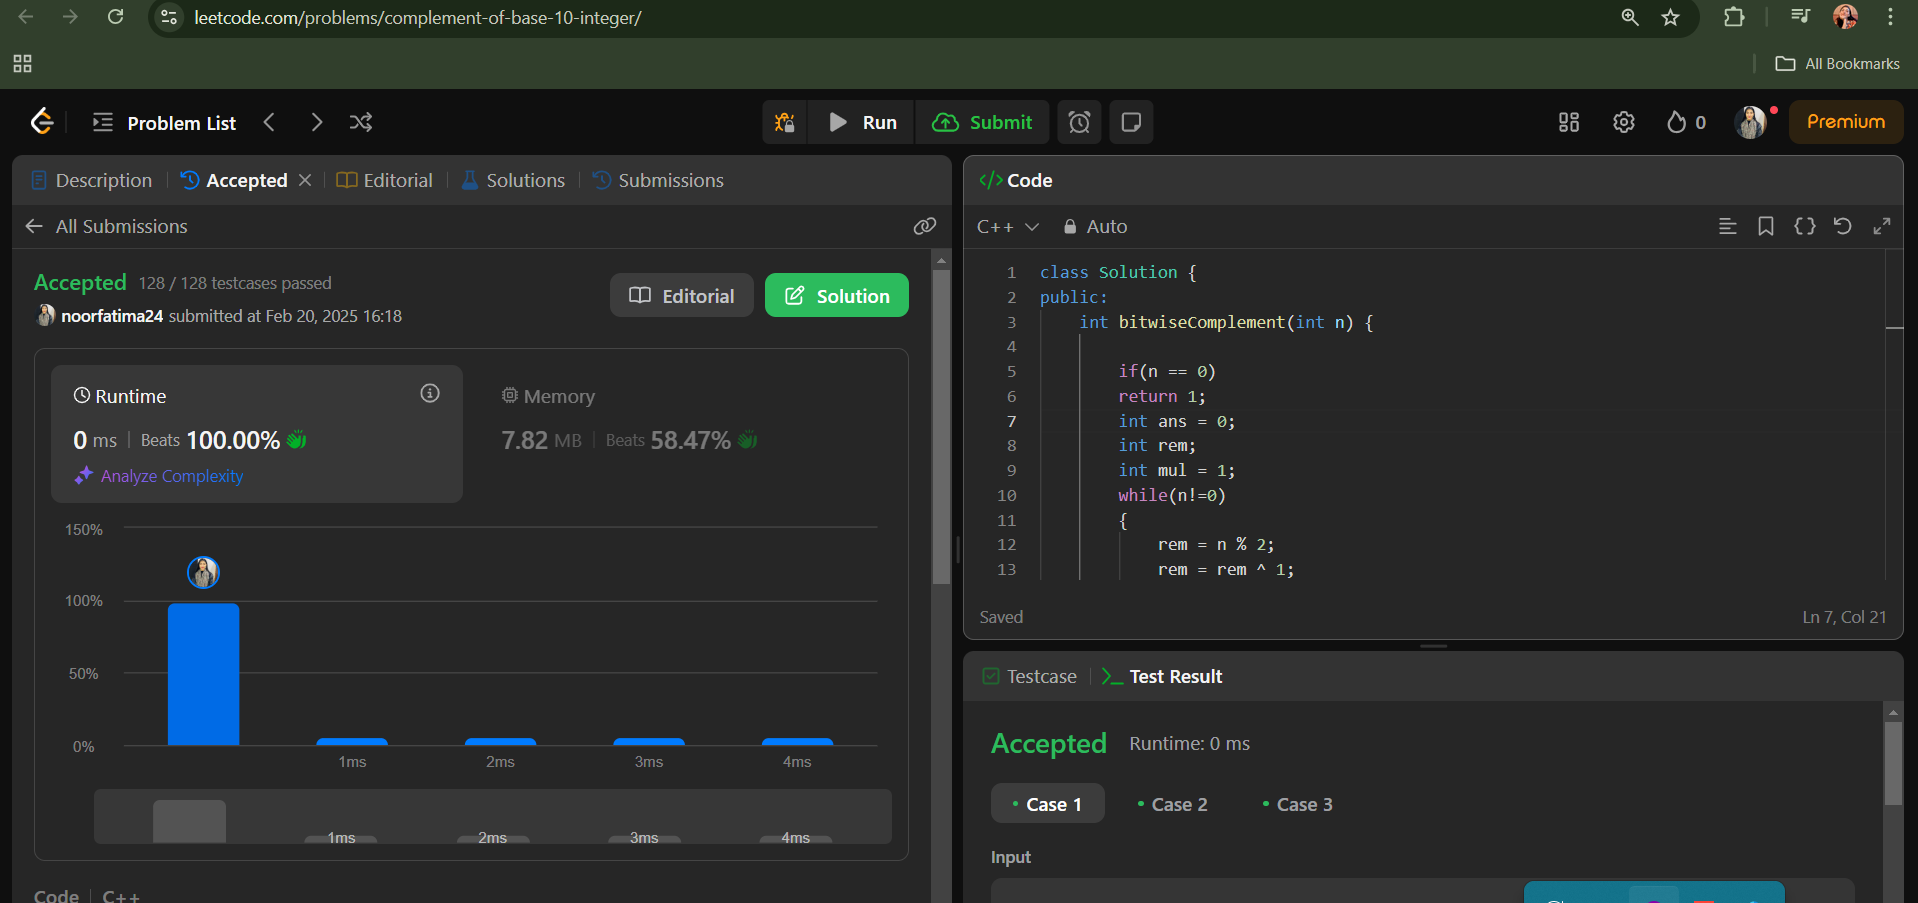 leetcode.com/problems/complement-of-base-10-integer/
All Bookmarks
Problem List
Run
Submit
0
Premium
Description
Accepted
Editorial
Solutions
Submissions
All Submissions
Accepted 128 / 128 testcases passed
noorfatima24 submitted at Feb 20, 2025 16:18
Editorial
Solution
Runtime
0 ms Beats 100.00%
Analyze Complexity
Memory
7.82 MB Beats 58.47%
150%
100%
50%
0%
1ms 2ms 3ms 4ms
1ms 2ms 3ms 4ms
Code C++
</> Code
C++ Auto
1 class Solution {
2 public:
3 int bitwiseComplement(int n) {
4
5 if(n == 0)
6 return 1;
7 int ans = 0;
8 int rem;
9 int mul = 1;
10 while(n!=0)
11 {
12 rem = n % 2;
13 rem = rem ^ 1;
Saved Ln 7, Col 21
Testcase
Test Result
Accepted Runtime: 0 ms
Case 1 Case 2 Case 3
Input